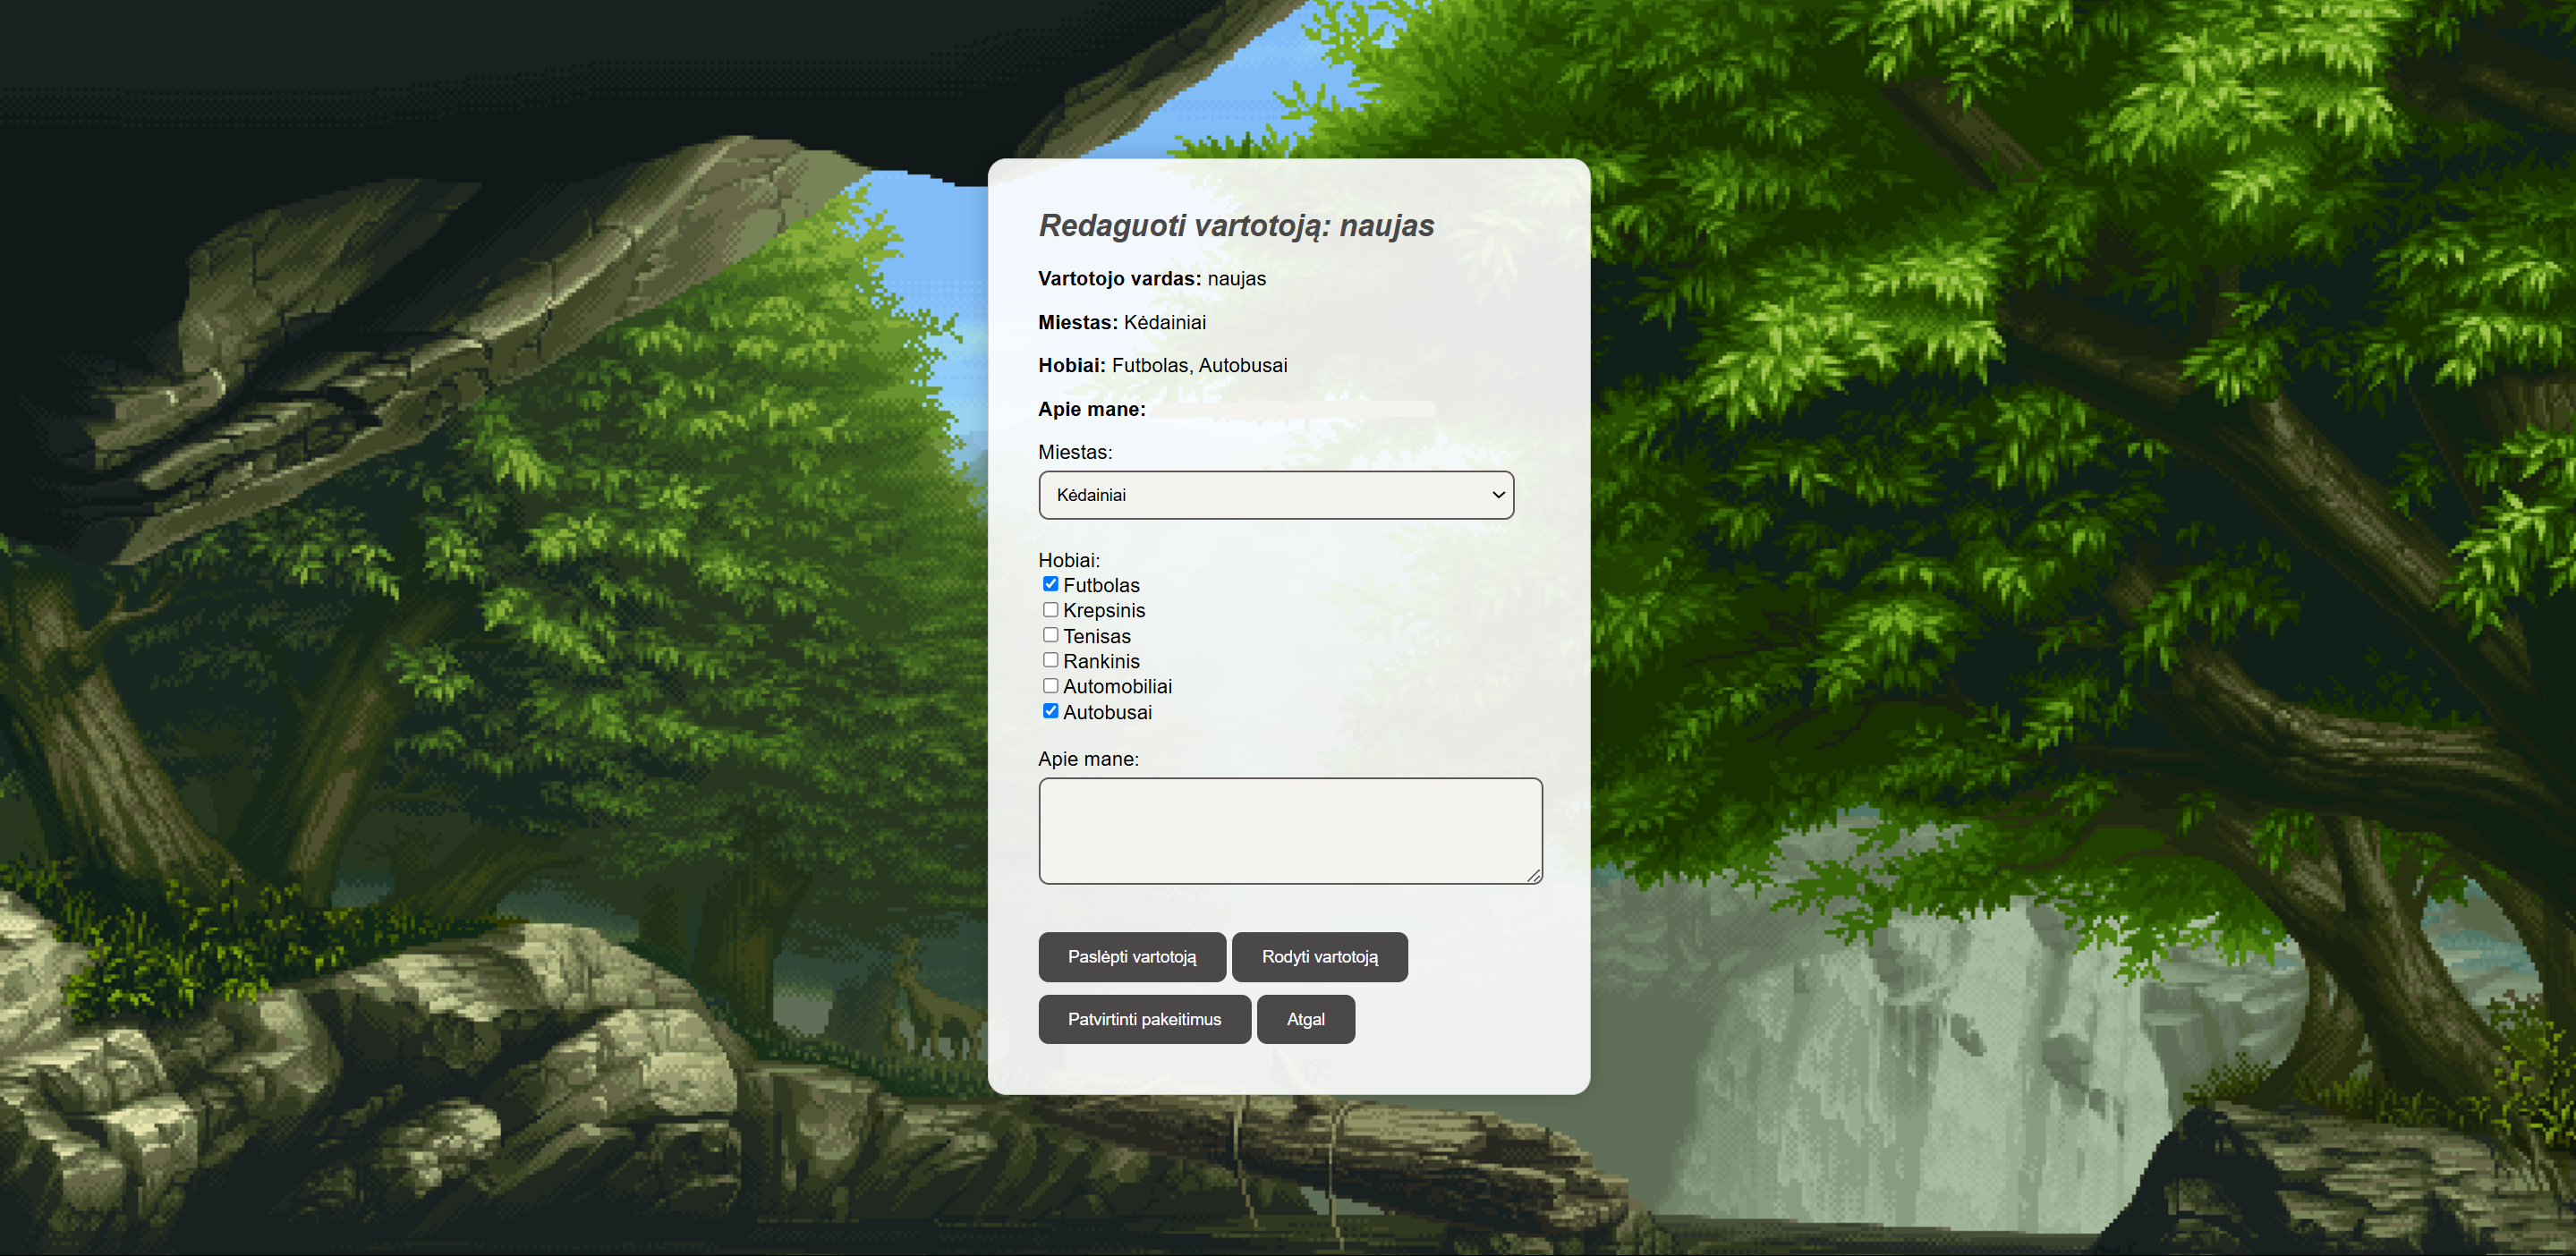 Redaguoti vartotoją: naujas
Vartotojo vardas: naujas
Miestas: Kėdainiai
Hobiai: Futbolas, Autobusai
Apie mane:
Miestas:
Kėdainiai
Hobiai:
Futbolas
Krepsinis
Tenisas
Rankinis
Automobiliai
Autobusai
Apie mane:
Paslėpti vartotoją Rodyti vartotoją
Patvirtinti pakeitimus Atgal